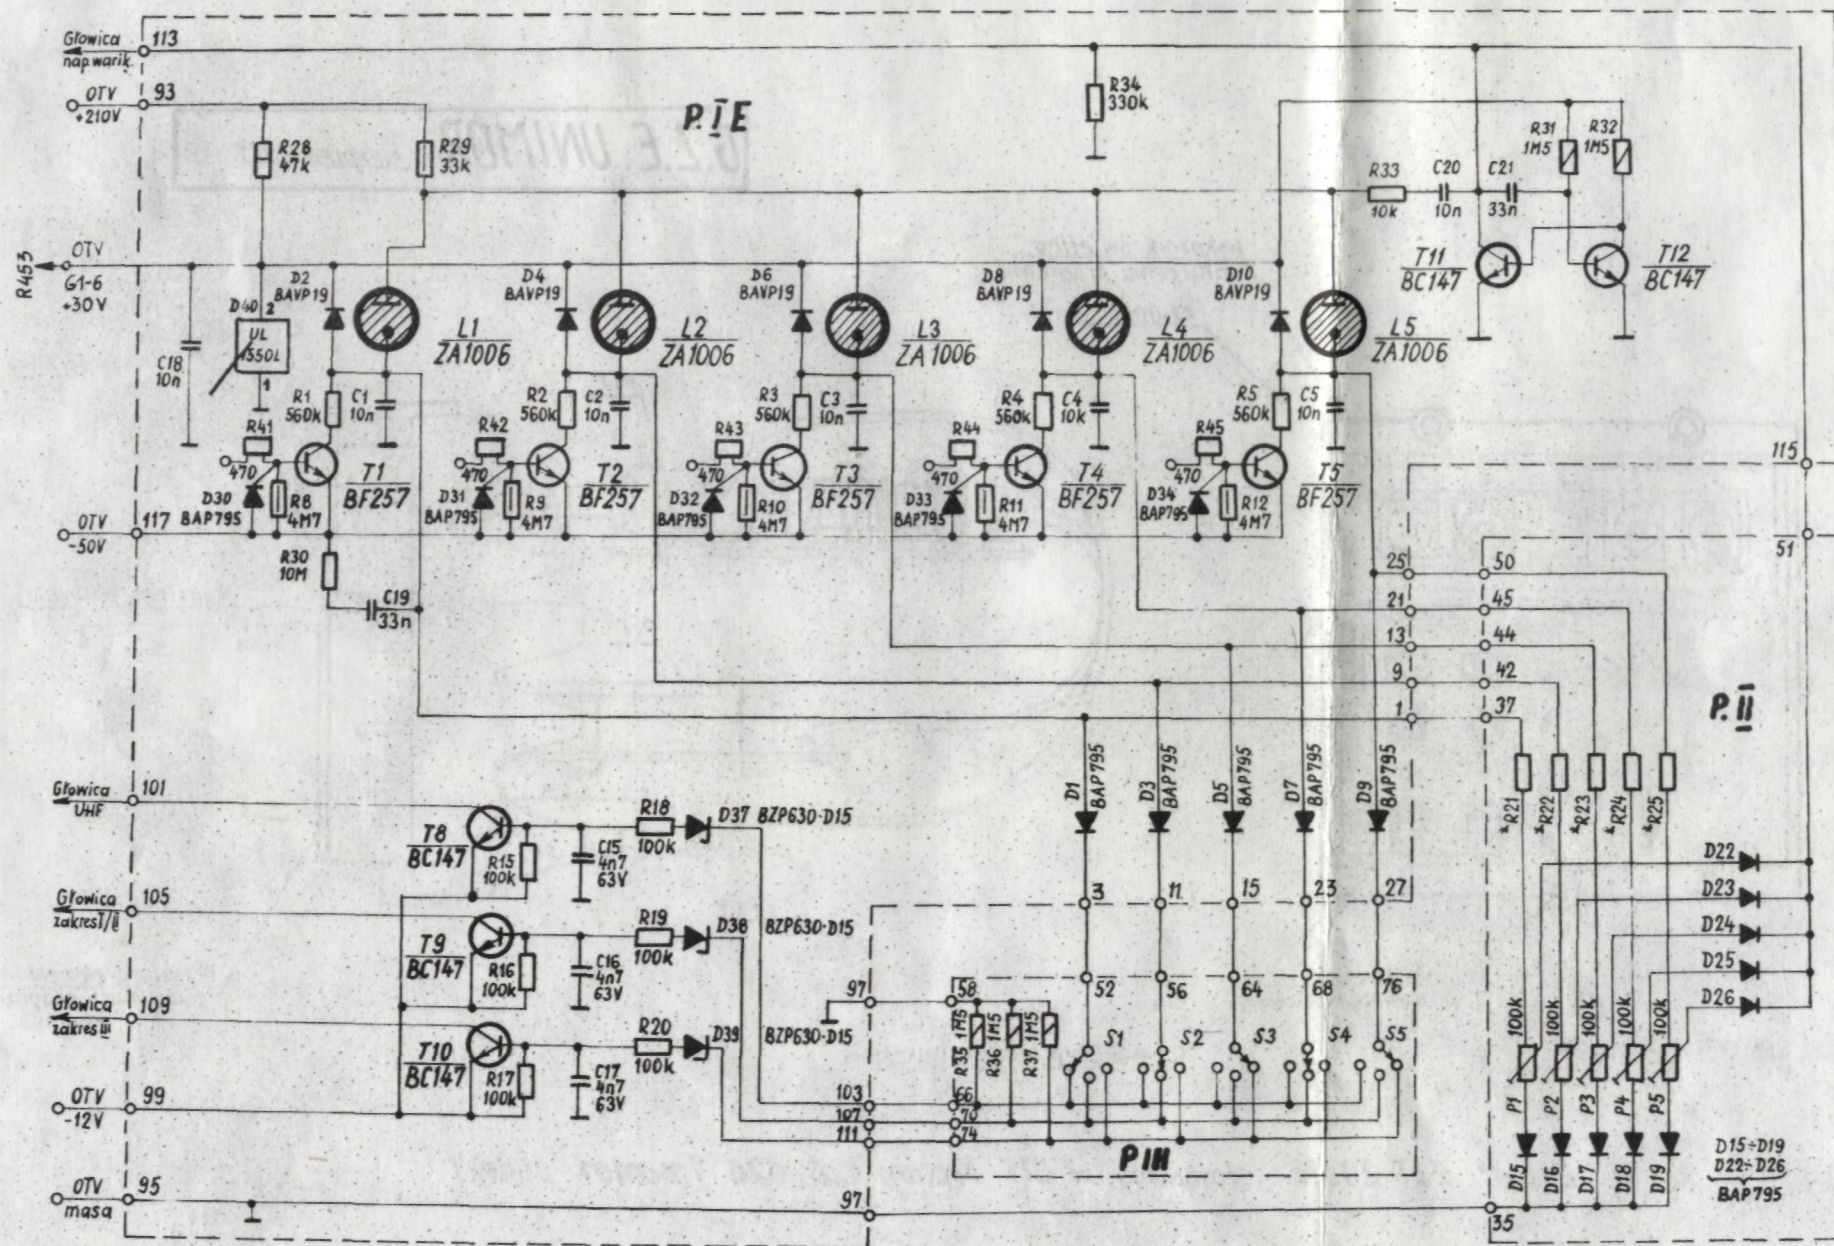 Głowica
nap. warik.
113
OTV
+210V
93
P. I E
R34
330k
R31
1M5
R32
1M5
R28
47k
R29
33k
R33
10k
C20
10n
C21
33n
R453
OTV
G1-6
+30V
D40
2
UL
1550L
1
C18
10n
D2
BAVP19
D4
BAVP19
D6
BAVP19
D8
BAVP19
D10
BAVP19
T11
BC147
T12
BC147
L1
ZA1006
L2
ZA1006
L3
ZA1006
L4
ZA1006
L5
ZA1006
R1
560k
C1
10n
R2
560k
C2
10n
R3
560k
C3
10n
R4
560k
C4
10k
R5
560k
C5
10n
R41
470
R42
470
R43
470
R44
470
R45
470
T1
BF257
T2
BF257
T3
BF257
T4
BF257
T5
BF257
D30
BAP795
R8
4M7
D31
BAP795
R9
4M7
D32
BAP795
R10
4M7
D33
BAP795
R11
4M7
D34
BAP795
R12
4M7
115
51
OTV
-50V
117
R30
10M
C19
33n
25
50
21
45
13
44
9
42
1
37
P. II
Głowica
UHF
101
T8
BC147
R15
100k
C15
4n7
63V
R18
100k
D37 BZP630-D15
D1
BAP795
D3
BAP795
D5
BAP795
D7
BAP795
D9
BAP795
*R21
*R22
*R23
*R24
*R25
D22
D23
D24
D25
D26
3
11
15
23
27
Głowica
zakres I/II
105
T9
BC147
R16
100k
C16
4n7
63V
R19
100k
D38
BZP630-D15
97
58
52
56
64
68
76
Głowica
zakres III
109
T10
BC147
R17
100k
C17
4n7
63V
R20
100k
D39
BZP630-D15
R35 1M5
R36 1M5
R37 1M5
S1
S2
S3
S4
S5
100k
100k
100k
100k
100k
P1
P2
P3
P4
P5
OTV
-12V
99
103
66
107
70
111
74
P III
D15
D16
D17
D18
D19
D15÷D19
D22÷D26
BAP795
OTV
masa
95
97
35